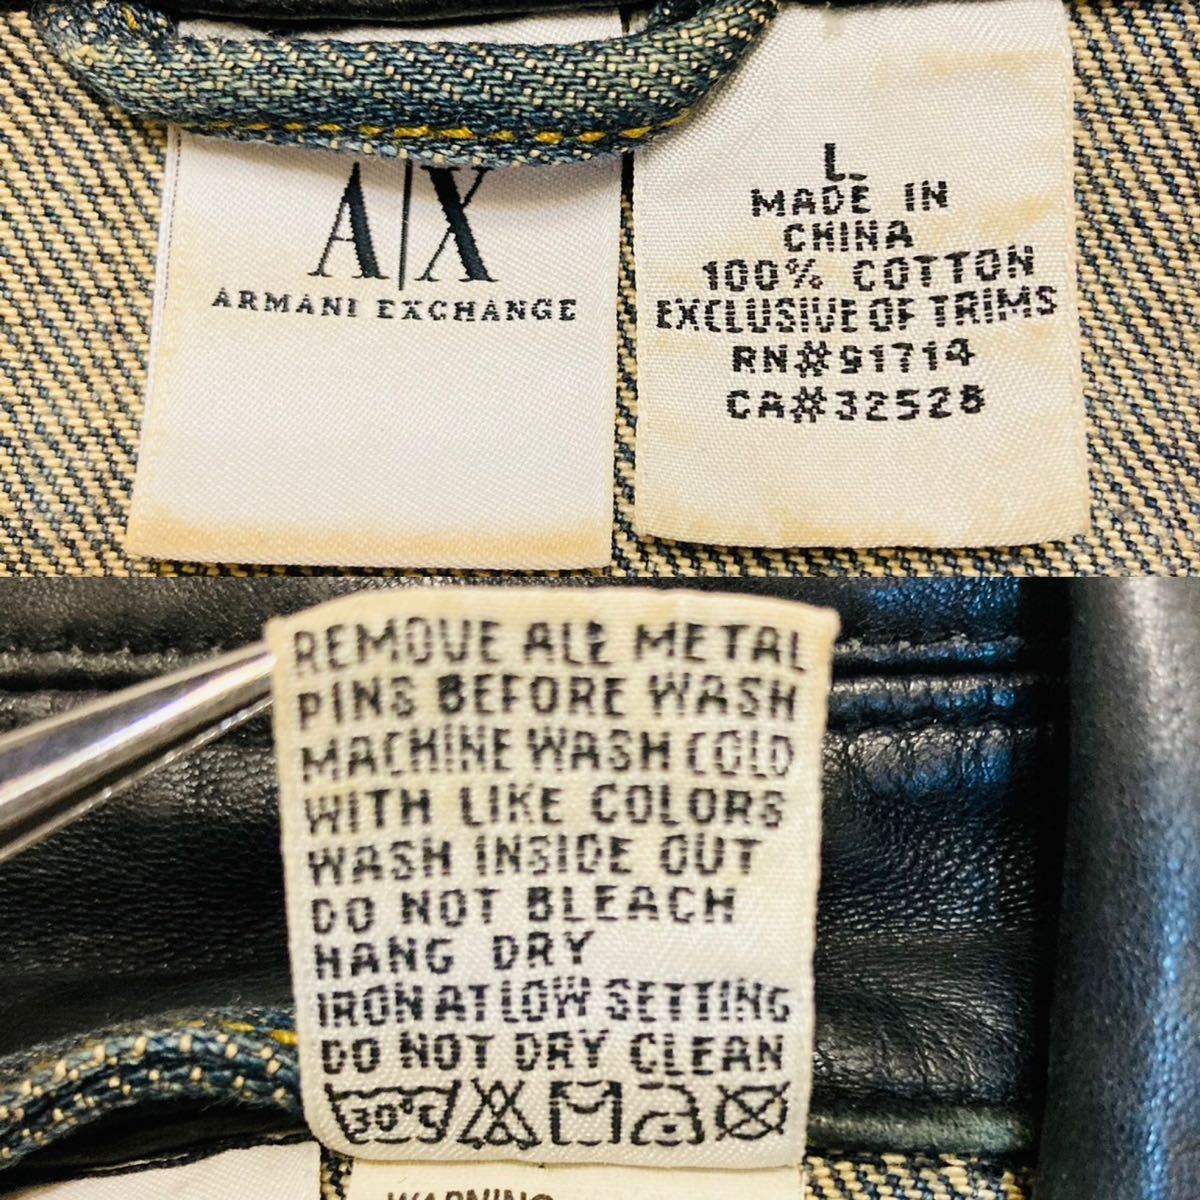 A|X
ARMANI EXCHANGE
L
MADE IN
CHINA
100% COTTON
EXCLUSIVE OF TRIMS
RN#91714
CA#32528
REMOVE ALL METAL
PINS BEFORE WASH
MACHINE WASH COLD
WITH LIKE COLORS
WASH INSIDE OUT
DO NOT BLEACH
HANG DRY
IRON AT LOW SETTING
DO NOT DRY CLEAN
30°C
WARNING